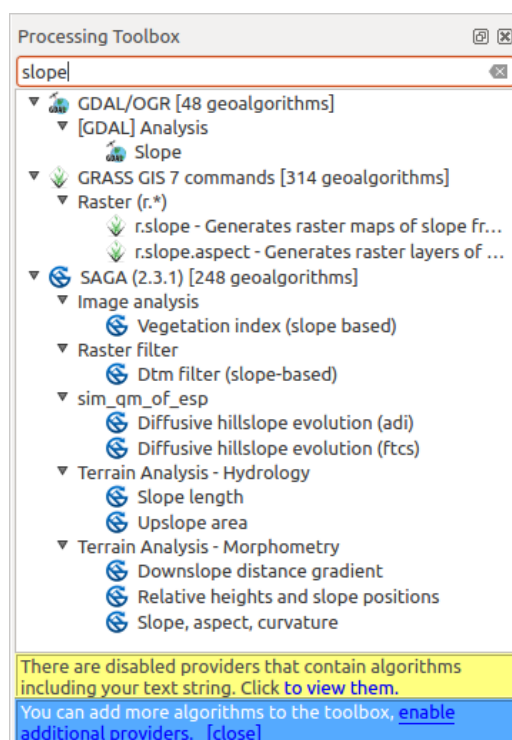 Processing Toolbox
slope
GDAL/OGR [48 geoalgorithms]
[GDAL] Analysis
Slope
GRASS GIS 7 commands [314 geoalgorithms]
Raster (r.*)
r.slope - Generates raster maps of slope fr...
r.slope.aspect - Generates raster layers of ...
SAGA (2.3.1) [248 geoalgorithms]
Image analysis
Vegetation index (slope based)
Raster filter
Dtm filter (slope-based)
sim_qm_of_esp
Diffusive hillslope evolution (adi)
Diffusive hillslope evolution (ftcs)
Terrain Analysis - Hydrology
Slope length
Upslope area
Terrain Analysis - Morphometry
Downslope distance gradient
Relative heights and slope positions
Slope, aspect, curvature
There are disabled providers that contain algorithms
including your text string. Click to view them.
You can add more algorithms to the toolbox, enable
additional providers. [close]